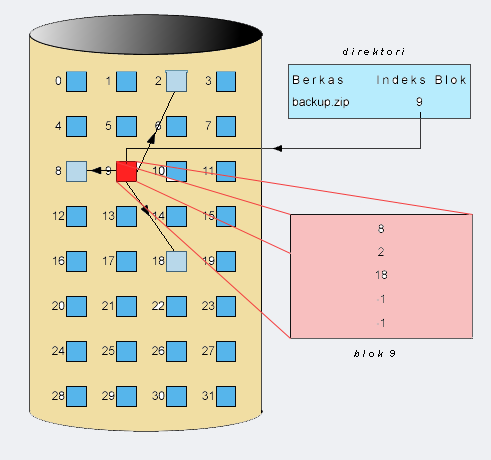 direktori
Berkas Indeks Blok
backup.zip 9
0 1 2 3
4 5 6 7
8 9 10 11
12 13 14 15
16 17 18 19
20 21 22 23
24 25 26 27
28 29 30 31
8
2
18
-1
-1
blok 9